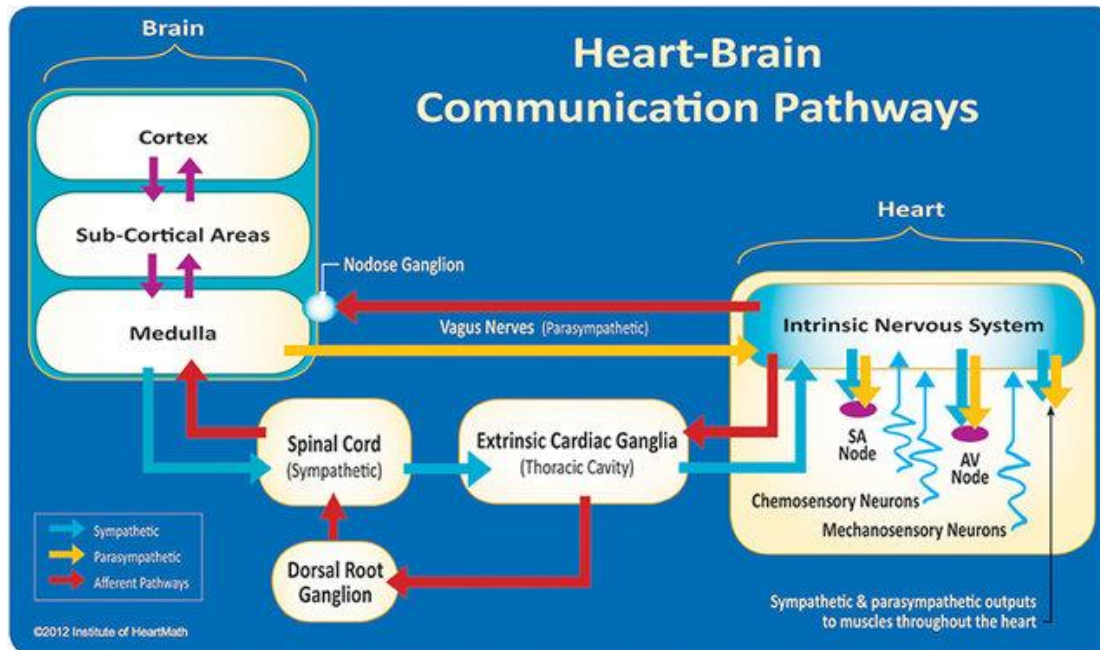 Brain
Heart-Brain
Communication Pathways
Cortex
Sub-Cortical Areas
Medulla
Nodose Ganglion
Vagus Nerves (Parasympathetic)
Heart
Intrinsic Nervous System
SA
Node
AV
Node
Chemosensory Neurons
Mechanosensory Neurons
Spinal Cord
(Sympathetic)
Extrinsic Cardiac Ganglia
(Thoracic Cavity)
Dorsal Root
Ganglion
Sympathetic
Parasympathetic
Afferent Pathways
Sympathetic & parasympathetic outputs
to muscles throughout the heart
©2012 Institute of HeartMath